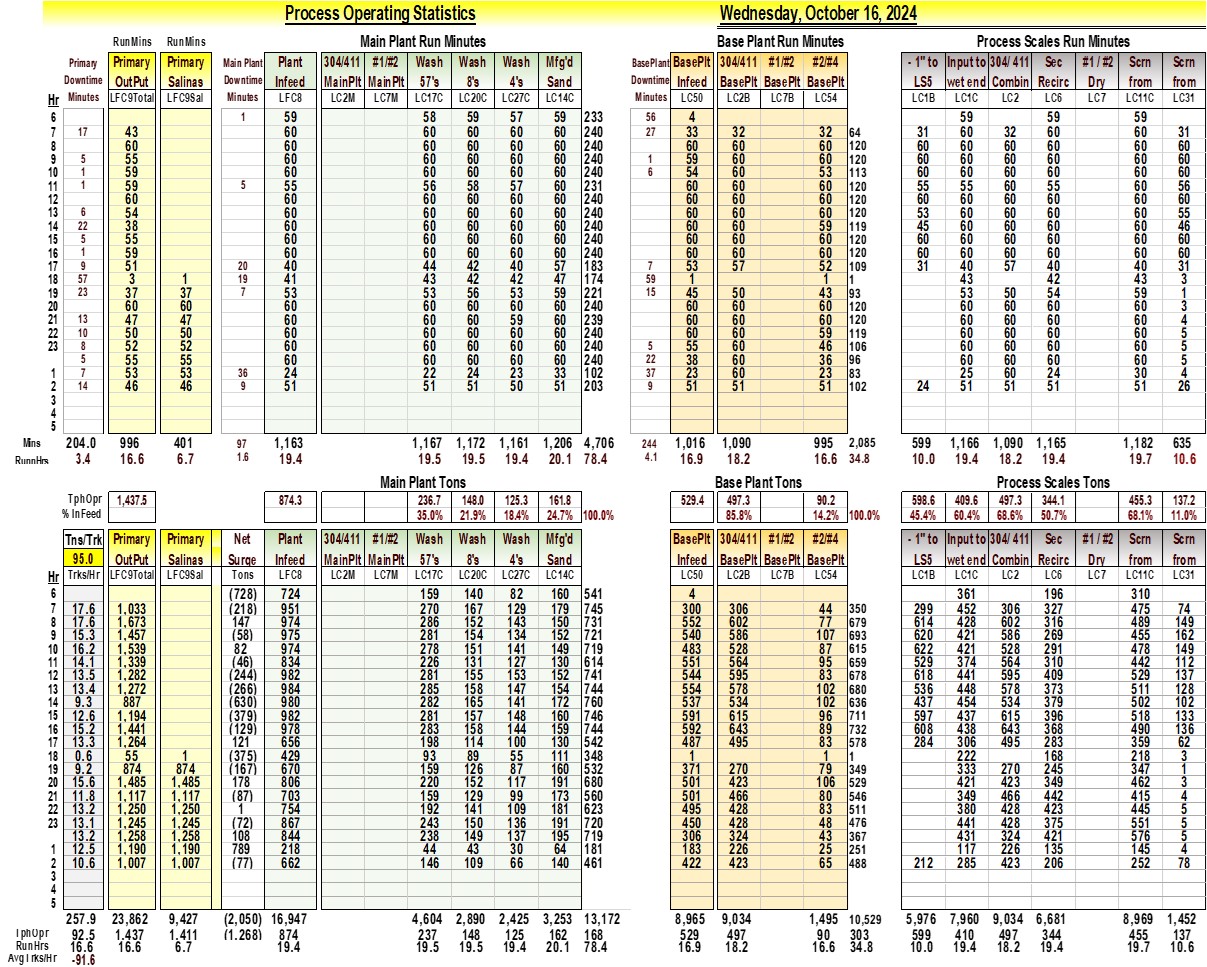 Process Operating Statistics Wednesday, October 16, 2024
RunMins RunMins Main Plant Run Minutes Base Plant Run Minutes Process Scales Run Minutes
Primary Primary Primary Main Plant Plant 304/411 #1/#2 Wash Wash Wash Mfg'd BasePlant BasePlt 304/411 #1/#2 #2/#4 - 1" to Input to 304/ 411 Sec #1 / #2 Scrn Scrn
Downtime OutPut Salinas Downtime Infeed MainPlt MainPlt 57's 8's 4's Sand Downtime Infeed BasePlt BasePlt BasePlt LS5 wet end Combin Recirc Dry from from
Hr Minutes LFC9Total LFC9Sal Minutes LFC8 LC2M LC7M LC17C LC20C LC27C LC14C Minutes LC50 LC2B LC7B LC54 LC1B LC1C LC2 LC6 LC7 LC11C LC31
6 1 59 58 59 57 59 233 56 4 59 59 59
7 17 43 60 60 60 60 60 240 27 33 32 32 64 31 60 32 60 60 31
8 60 60 60 60 60 60 240 60 60 60 120 60 60 60 60 60 60
9 5 55 60 60 60 60 60 240 1 59 60 60 120 60 60 60 60 60 60
10 1 59 60 60 60 60 60 240 6 54 60 53 113 60 60 60 60 60 60
11 1 59 5 55 56 58 57 60 231 60 60 60 120 55 55 60 55 60 56
12 60 60 60 60 60 60 240 60 60 60 120 60 60 60 60 60 60
13 6 54 60 60 60 60 60 240 60 60 60 120 53 60 60 60 60 55
14 22 38 60 60 60 60 60 240 60 60 59 119 45 60 60 60 60 46
15 5 55 60 60 60 60 60 240 60 60 60 120 60 60 60 60 60 60
16 1 59 60 60 60 60 60 240 60 60 60 120 60 60 60 60 60 60
17 9 51 20 40 44 42 40 57 183 7 53 57 52 109 31 40 57 40 40 31
18 57 3 1 19 41 43 42 42 47 174 59 1 1 1 43 42 43 3
19 23 37 37 7 53 53 56 53 59 221 15 45 50 43 93 53 50 54 59 1
20 60 60 60 60 60 60 60 240 60 60 60 120 60 60 60 60 3
21 13 47 47 60 60 60 59 60 239 60 60 60 120 60 60 60 60 4
22 10 50 50 60 60 60 60 60 240 60 60 59 119 60 60 60 60 5
23 8 52 52 60 60 60 60 60 240 5 55 60 46 106 60 60 60 60 5
5 55 55 60 60 60 60 60 240 22 38 60 36 96 60 60 60 60 5
1 7 53 53 36 24 22 24 23 33 102 37 23 60 23 83 25 60 24 30 4
2 14 46 46 9 51 51 51 50 51 203 9 51 51 51 102 24 51 51 51 51 26
3
4
5
Mins 204.0 996 401 97 1,163 1,167 1,172 1,161 1,206 4,706 244 1,016 1,090 995 2,085 599 1,166 1,090 1,165 1,182 635
RunnHrs 3.4 16.6 6.7 1.6 19.4 19.5 19.5 19.4 20.1 78.4 4.1 16.9 18.2 16.6 34.8 10.0 19.4 18.2 19.4 19.7 10.6
Main Plant Tons Base Plant Tons Process Scales Tons
TphOpr 1,437.5 874.3 236.7 148.0 125.3 161.8 529.4 497.3 90.2 598.6 409.6 497.3 344.1 455.3 137.2
% InFeed 35.0% 21.9% 18.4% 24.7% 100.0% 85.8% 14.2% 100.0% 45.4% 60.4% 68.6% 50.7% 68.1% 11.0%
Tns/Trk Primary Primary Net Plant 304/411 #1/#2 Wash Wash Wash Mfg'd BasePlt 304/411 #1/#2 #2/#4 - 1" to Input to 304/ 411 Sec #1 / #2 Scrn Scrn
95.0 OutPut Salinas Surge Infeed MainPlt MainPlt 57's 8's 4's Sand Infeed BasePlt BasePlt BasePlt LS5 wet end Combin Recirc Dry from from
Hr Trks/Hr LFC9Total LFC9Sal Tons LFC8 LC2M LC7M LC17C LC20C LC27C LC14C LC50 LC2B LC7B LC54 LC1B LC1C LC2 LC6 LC7 LC11C LC31
6 (728) 724 159 140 82 160 541 4 361 196 310
7 17.6 1,033 (218) 951 270 167 129 179 745 300 306 44 350 299 452 306 327 475 74
8 17.6 1,673 147 974 286 152 143 150 731 552 602 77 679 614 428 602 316 489 149
9 15.3 1,457 (58) 975 281 154 134 152 721 540 586 107 693 620 421 586 269 455 162
10 16.2 1,539 82 974 278 151 141 149 719 483 528 87 615 622 421 528 291 478 149
11 14.1 1,339 (46) 834 226 131 127 130 614 551 564 95 659 529 374 564 310 442 112
12 13.5 1,282 (244) 982 281 155 153 152 741 544 595 83 678 618 441 595 409 529 137
13 13.4 1,272 (266) 984 285 158 147 154 744 554 578 102 680 536 448 578 373 511 128
14 9.3 887 (630) 980 282 165 141 172 760 537 534 102 636 437 454 534 379 502 102
15 12.6 1,194 (379) 982 281 157 148 160 746 591 615 96 711 597 437 615 396 518 133
16 15.2 1,441 (129) 978 283 158 144 159 744 592 643 89 732 608 438 643 368 490 136
17 13.3 1,264 121 656 198 114 100 130 542 487 495 83 578 284 306 495 283 359 62
18 0.6 55 1 (375) 429 93 89 55 111 348 1 1 1 222 168 218 3
19 9.2 874 874 (167) 670 159 126 87 160 532 371 270 79 349 333 270 245 347 1
20 15.6 1,485 1,485 178 806 220 152 117 191 680 501 423 106 529 421 423 349 462 3
21 11.8 1,117 1,117 (87) 703 159 129 99 173 560 501 466 80 546 349 466 442 415 4
22 13.2 1,250 1,250 1 754 192 141 109 181 623 495 428 83 511 380 428 423 445 5
23 13.1 1,245 1,245 (72) 867 243 150 136 191 720 450 428 48 476 441 428 375 551 5
13.2 1,258 1,258 108 844 238 149 137 195 719 306 324 43 367 431 324 421 576 5
1 12.5 1,190 1,190 789 218 44 43 30 64 181 183 226 25 251 117 226 135 145 4
2 10.6 1,007 1,007 (77) 662 146 109 66 140 461 422 423 65 488 212 285 423 206 252 78
3
4
5
257.9 23,862 9,427 (2,050) 16,947 4,604 2,890 2,425 3,253 13,172 8,965 9,034 1,495 10,529 5,976 7,960 9,034 6,681 8,969 1,452
TphOpr 92.5 1,437 1,411 (1,268) 874 237 148 125 162 168 529 497 90 303 599 410 497 344 455 137
RunHrs 16.6 16.6 6.7 19.4 19.5 19.5 19.4 20.1 78.4 16.9 18.2 16.6 34.8 10.0 19.4 18.2 19.4 19.7 10.6
AvgTrks/Hr -91.6